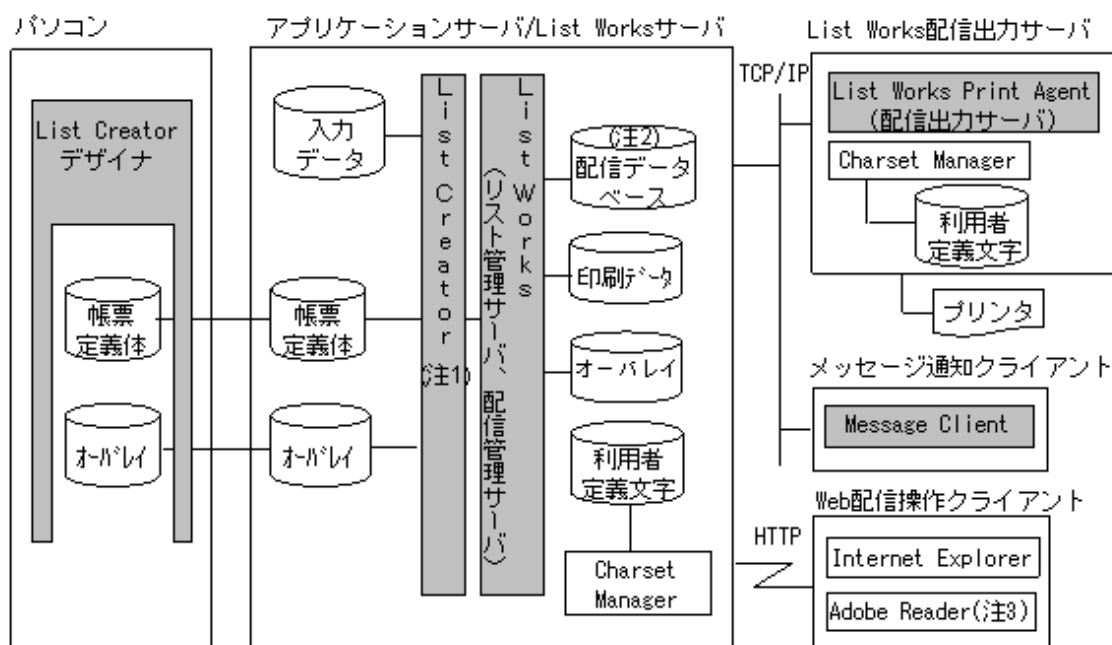 パソコン
List Creator
デザイナ
帳票
定義体
オーバレイ
アプリケーションサーバ/List Worksサーバ
入力
データ
帳票
定義体
オーバレイ
List Creator
(注1)
List Works
(リスト管理サーバ、配信管理サーバ)
(注2)
配信データ
ベース
印刷データ
オーバレイ
利用者
定義文字
Charset
Manager
TCP/IP
HTTP
List Works配信出力サーバ
List Works Print Agent
(配信出力サーバ)
Charset Manager
利用者
定義文字
プリンタ
メッセージ通知クライアント
Message Client
Web配信操作クライアント
Internet Explorer
Adobe Reader(注3)